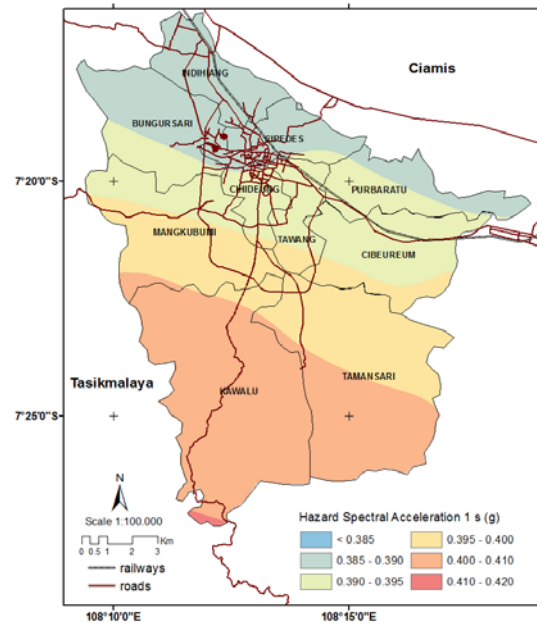 Ciamis
INDIHIANG
BUNGURSARI
CIPEDES
7°20'0"S
CIHIDEUNG
PURBARATU
MANGKUBUMI
TAWANG
CIBEUREUM
Tasikmalaya
TAMANSARI
KAWALU
7°25'0"S
N
Scale 1:100.000
0 0.5 1 2 3
Km
railways
roads
Hazard Spectral Acceleration 1 s (g)
< 0.385
0.385 - 0.390
0.390 - 0.395
0.395 - 0.400
0.400 - 0.410
0.410 - 0.420
108°10'0"E
108°15'0"E